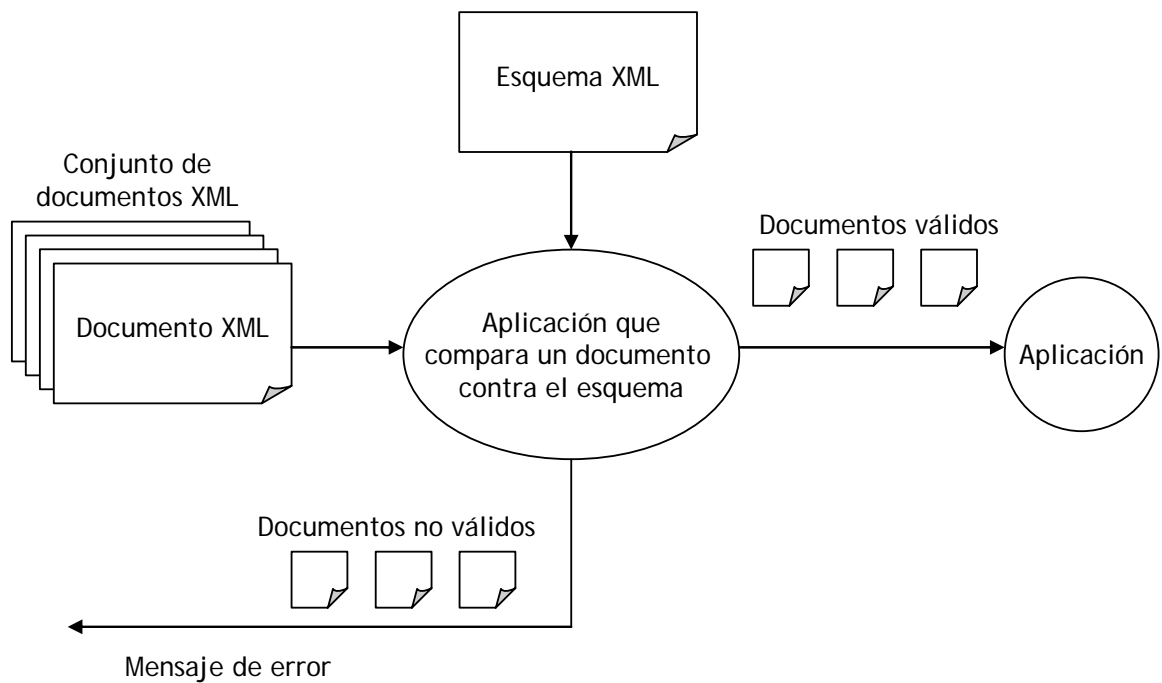 Esquema XML
Conjunto de
documentos XML
Documento XML
Aplicación que
compara un documento
contra el esquema
Documentos válidos
Aplicación
Documentos no válidos
Mensaje de error